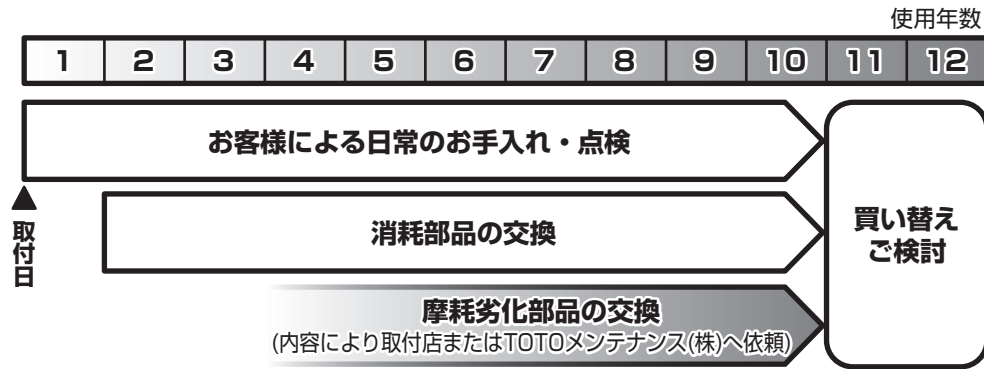 使用年数
1 2 3 4 5 6 7 8 9 10 11 12
お客様による日常のお手入れ・点検
取付日
消耗部品の交換
買い替え
ご検討
摩耗劣化部品の交換
(内容により取付店またはTOTOメンテナンス(株)へ依頼)